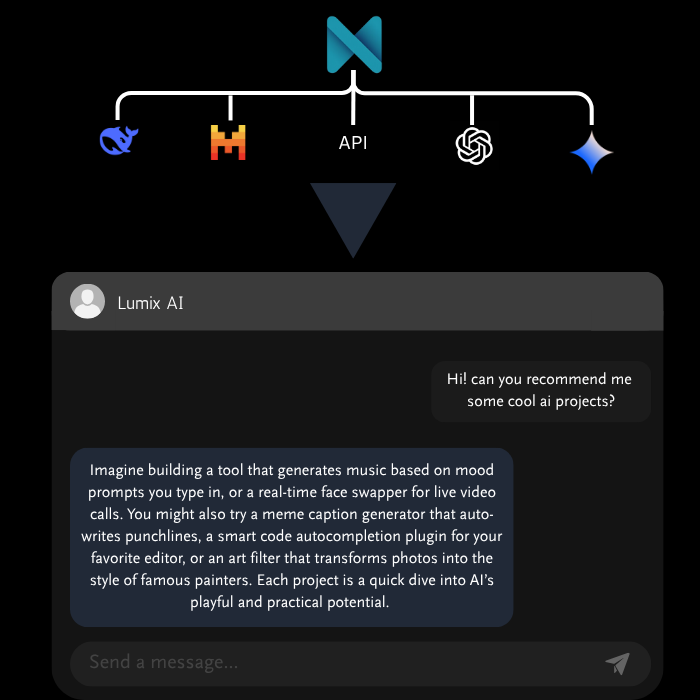 API
Lumix AI
Hi! can you recommend me
some cool ai projects?
Imagine building a tool that generates music based on mood
prompts you type in, or a real-time face swapper for live video
calls. You might also try a meme caption generator that auto-
writes punchlines, a smart code autocompletion plugin for your
favorite editor, or an art filter that transforms photos into the
style of famous painters. Each project is a quick dive into AI's
playful and practical potential.
Send a message...